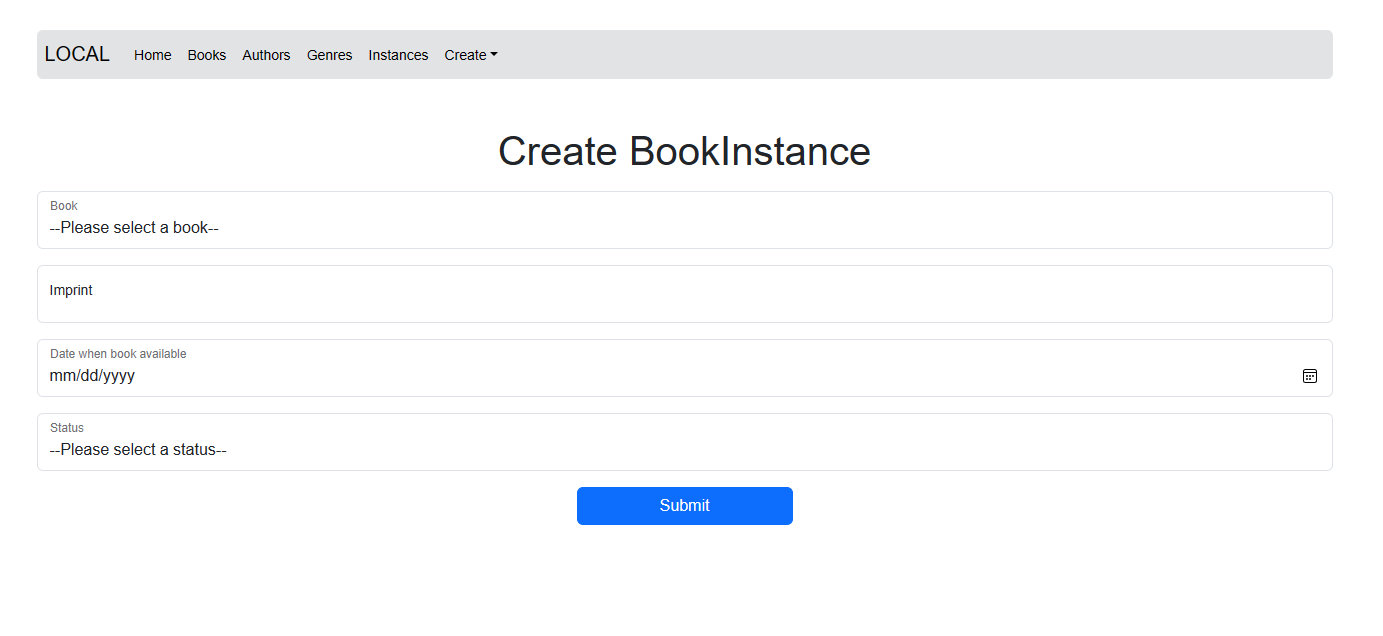 LOCAL Home Books Authors Genres Instances Create
Create BookInstance
Book
--Please select a book--
Imprint
Date when book available
mm/dd/yyyy
Status
--Please select a status--
Submit